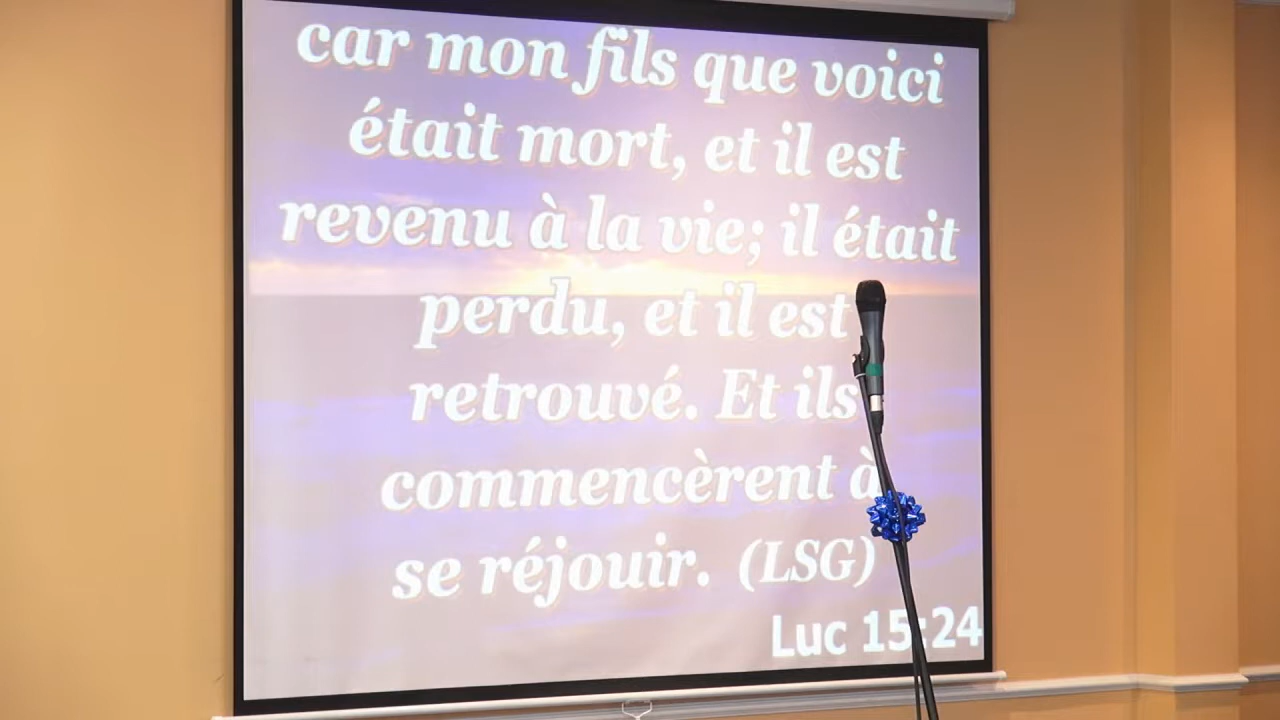 car mon fils que voici
était mort, et il est
revenu à la vie; il était
perdu, et il est
retrouvé. Et ils
commencèrent à
se réjouir. (LSG)
Luc 15:24